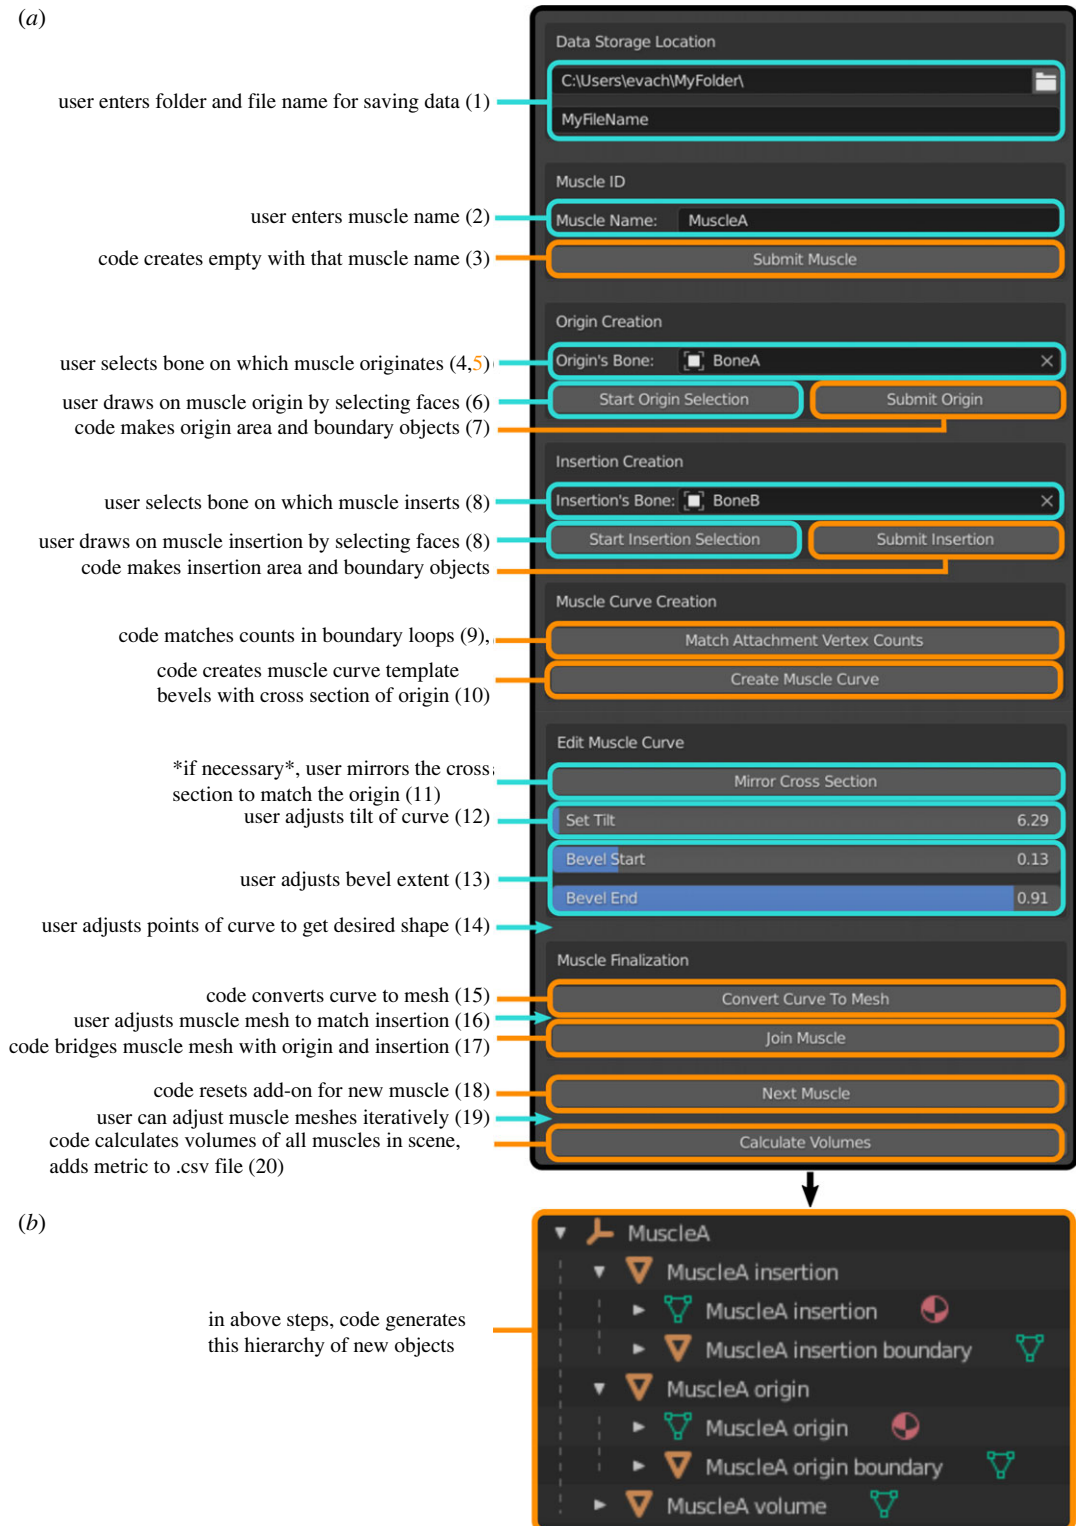 (a)
Data Storage Location
user enters folder and file name for saving data (1)
C:\Users\evach\MyFolder\
MyFileName
Muscle ID
user enters muscle name (2)
Muscle Name: MuscleA
code creates empty with that muscle name (3)
Submit Muscle
Origin Creation
user selects bone on which muscle originates (4,5)
Origin's Bone: BoneA
user draws on muscle origin by selecting faces (6)
Start Origin Selection
Submit Origin
code makes origin area and boundary objects (7)
Insertion Creation
user selects bone on which muscle inserts (8)
Insertion's Bone: BoneB
user draws on muscle insertion by selecting faces (8)
Start Insertion Selection
Submit Insertion
code makes insertion area and boundary objects
Muscle Curve Creation
code matches counts in boundary loops (9),
Match Attachment Vertex Counts
code creates muscle curve template
bevels with cross section of origin (10)
Create Muscle Curve
Edit Muscle Curve
*if necessary*, user mirrors the cross
section to match the origin (11)
Mirror Cross Section
user adjusts tilt of curve (12)
Set Tilt 6.29
Bevel Start 0.13
user adjusts bevel extent (13)
Bevel End 0.91
user adjusts points of curve to get desired shape (14)
Muscle Finalization
code converts curve to mesh (15)
Convert Curve To Mesh
user adjusts muscle mesh to match insertion (16)
code bridges muscle mesh with origin and insertion (17)
Join Muscle
code resets add-on for new muscle (18)
Next Muscle
user can adjust muscle meshes iteratively (19)
code calculates volumes of all muscles in scene,
adds metric to .csv file (20)
Calculate Volumes
(b)
MuscleA
MuscleA insertion
MuscleA insertion
MuscleA insertion boundary
in above steps, code generates
this hierarchy of new objects
MuscleA origin
MuscleA origin
MuscleA origin boundary
MuscleA volume